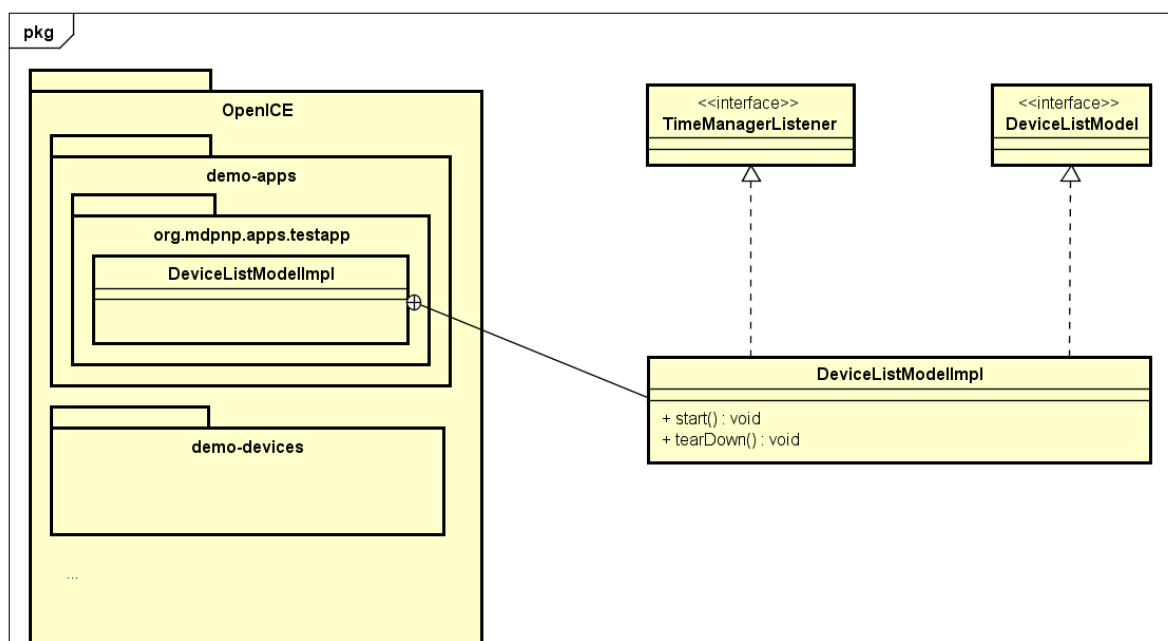 pkg
OpenICE
demo-apps
org.mdpnp.apps.testapp
DeviceListModelImpl
demo-devices
...
<<interface>>
TimeManagerListener
<<interface>>
DeviceListModel
DeviceListModelImpl
+ start() : void
+ tearDown() : void